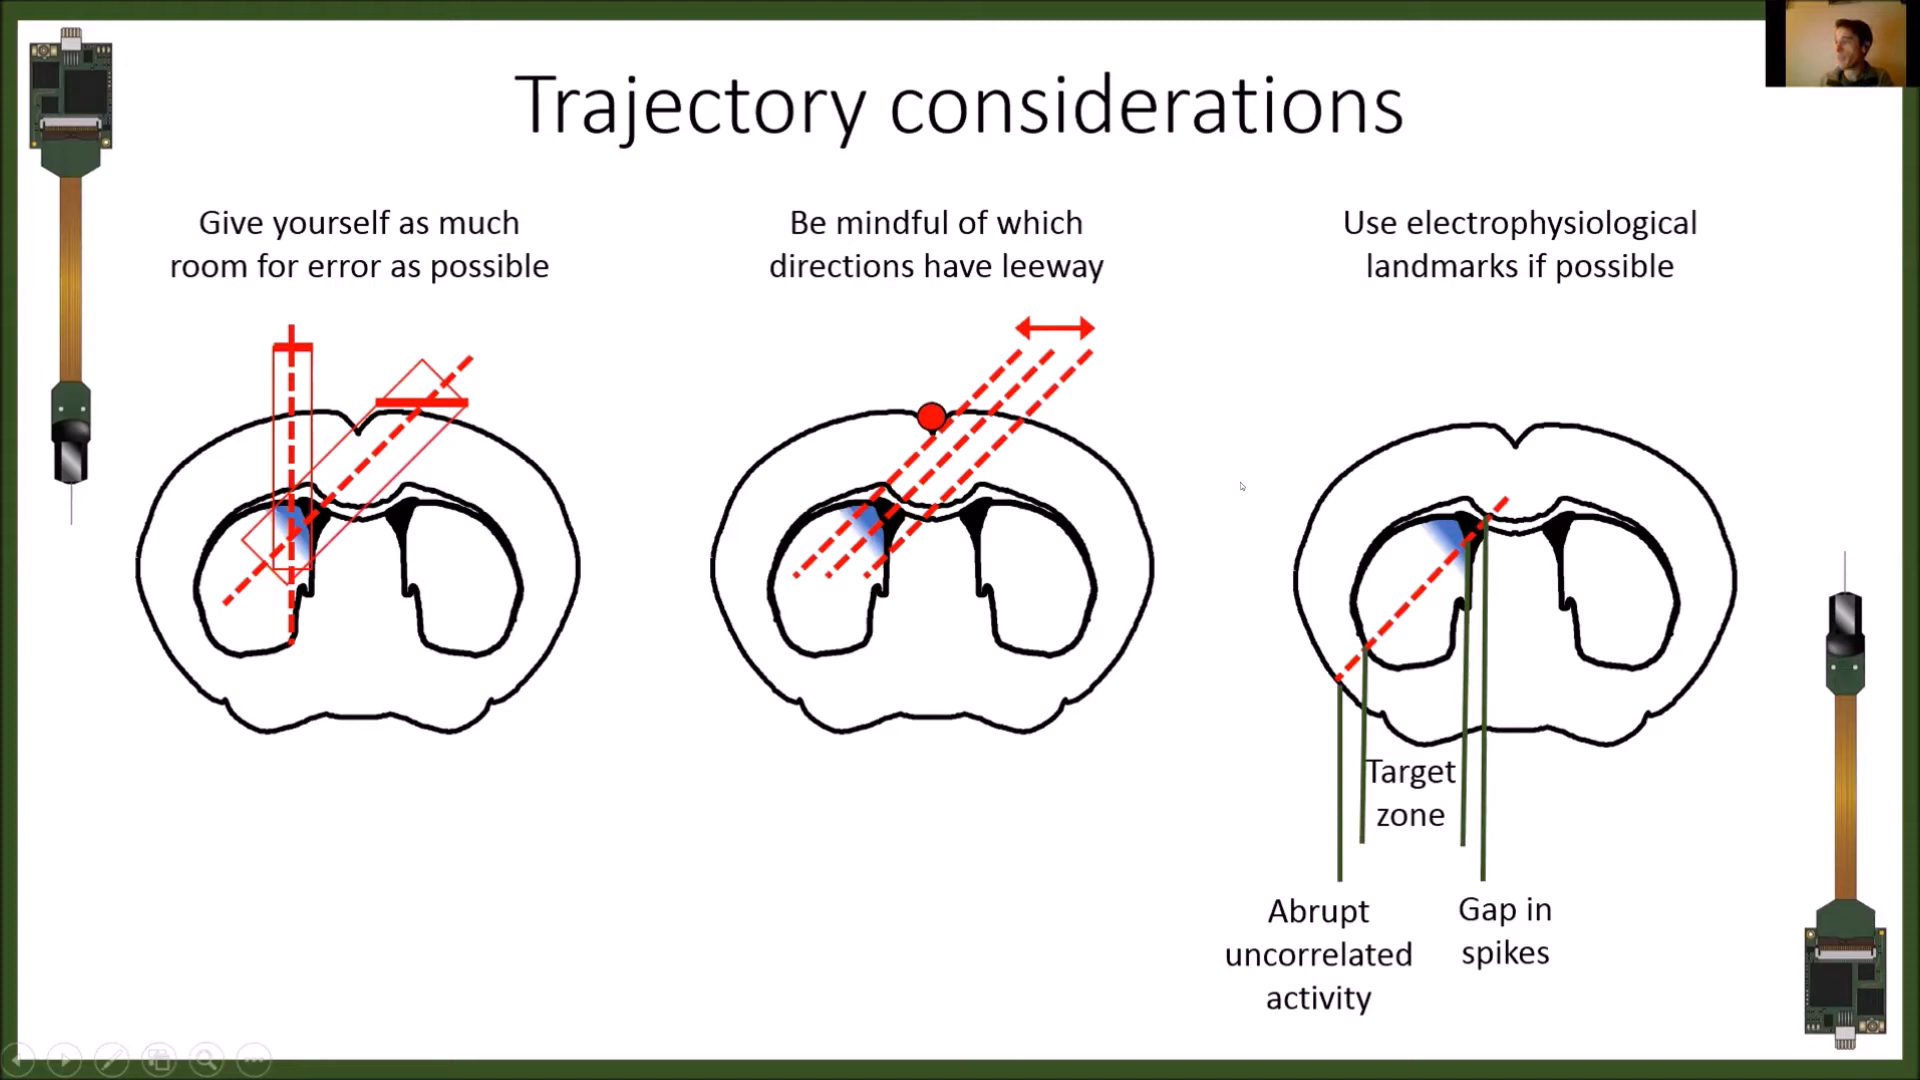 Trajectory considerations
Give yourself as much
room for error as possible
Be mindful of which
directions have leeway
Use electrophysiological
landmarks if possible
Target
zone
Abrupt
uncorrelated
activity
Gap in
spikes